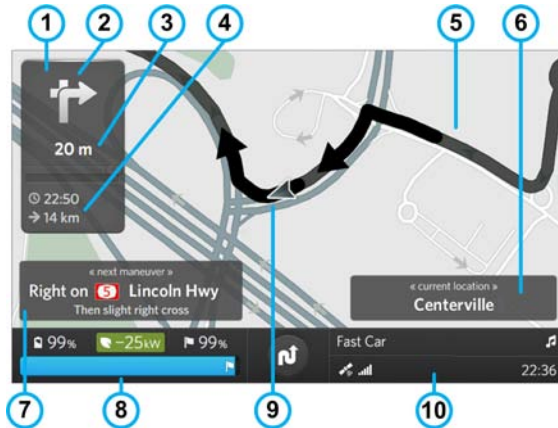 1
2
3
4
5
6
20 m
22:50
14 km
« next maneuver »
Right on 5 Lincoln Hwy
Then slight right cross
« current location »
Centerville
99%
-25kW
99%
Fast Car
22:36
7
8
9
10